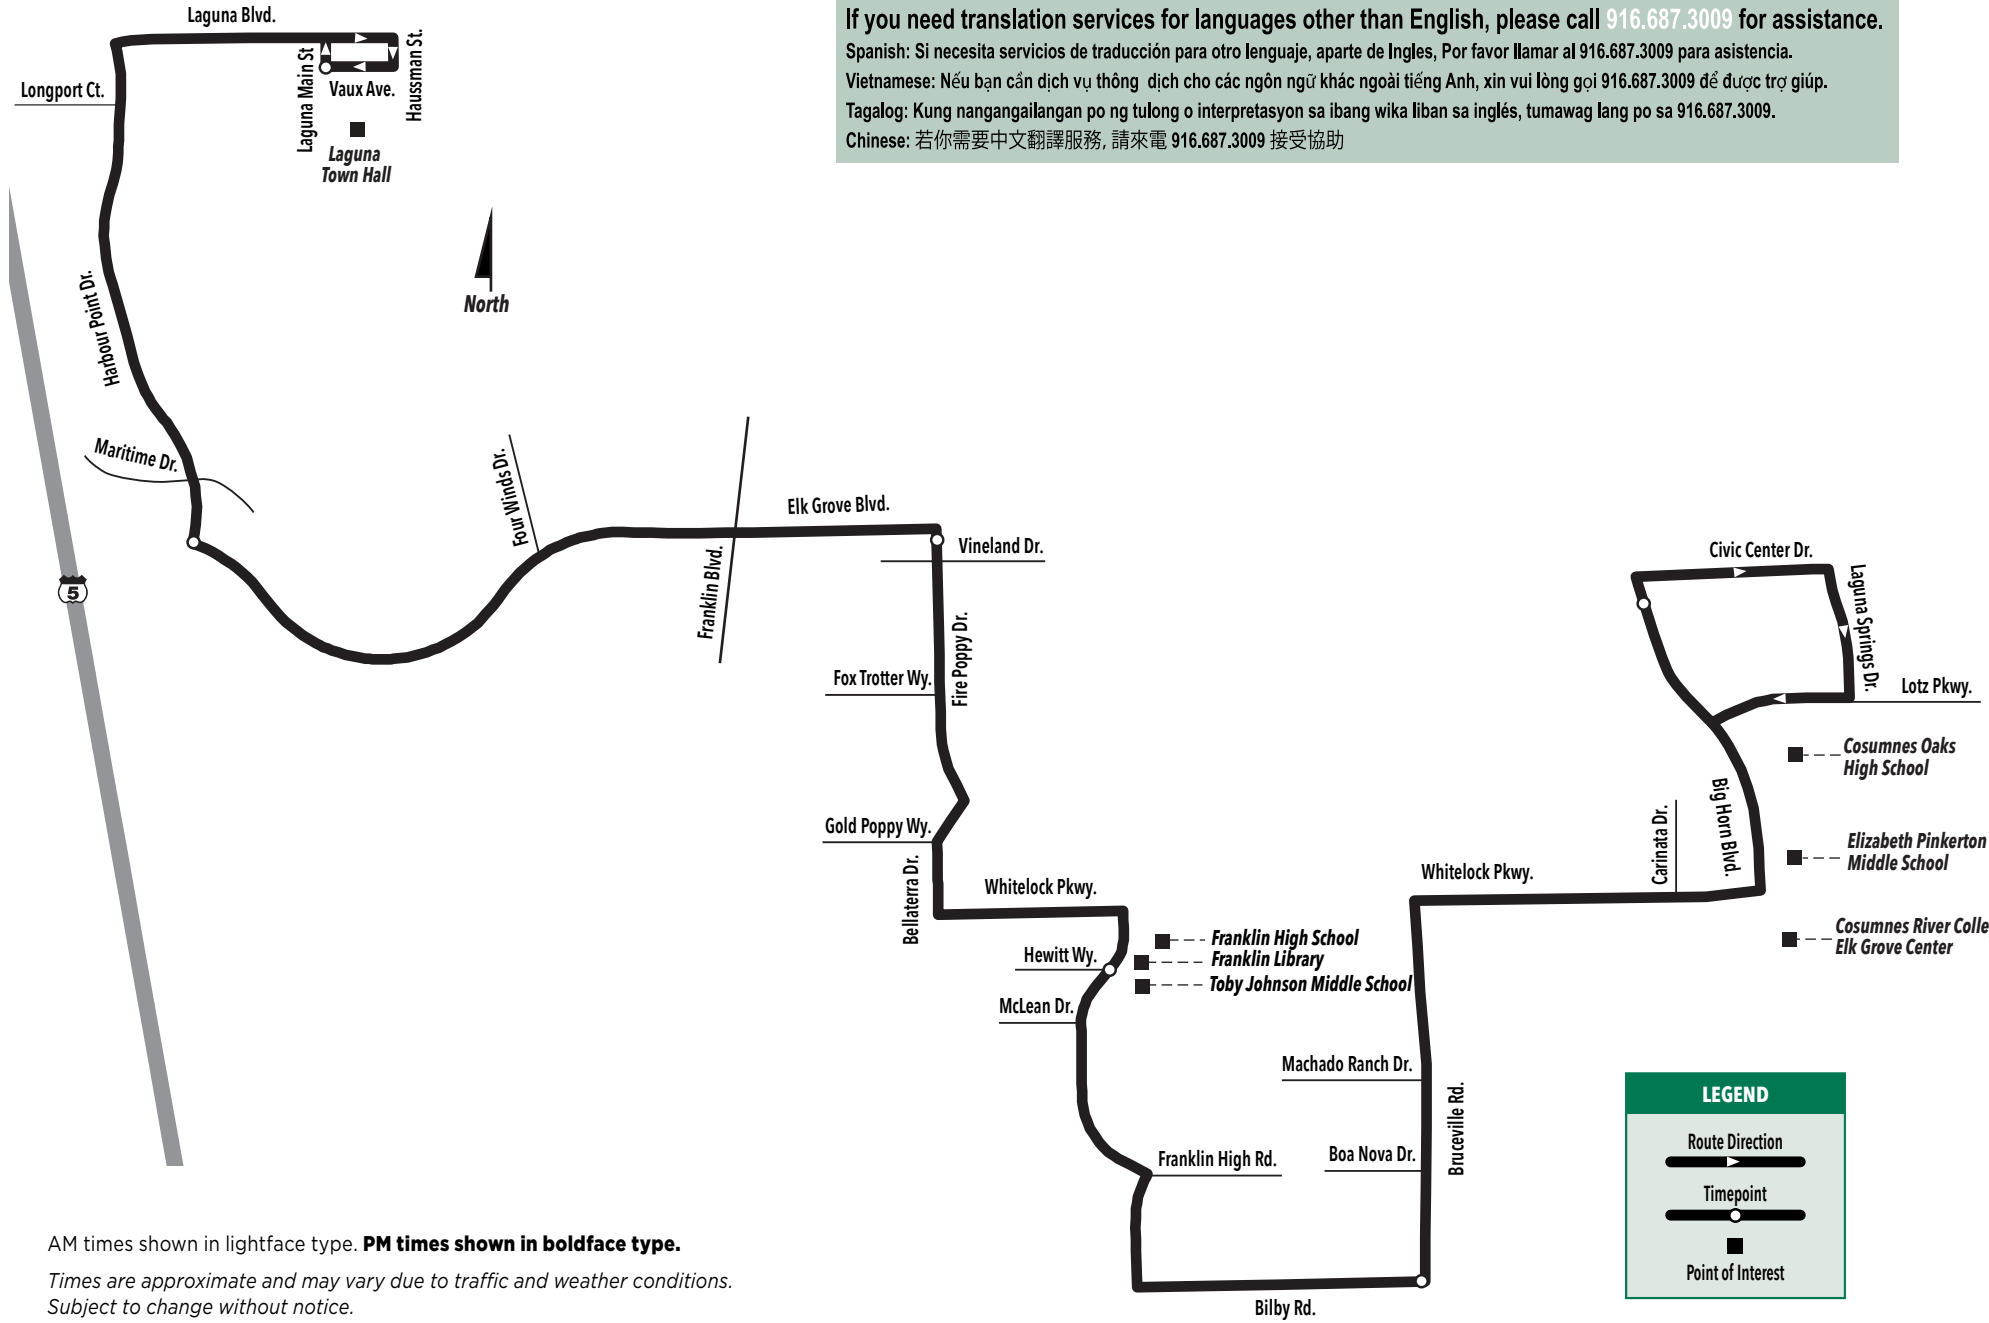 Laguna Blvd.
Longport Ct.
Laguna Main St
Vaux Ave.
Haussman St.
Laguna
Town Hall
If you need translation services for languages other than English, please call 916.687.3009 for assistance.
Spanish: Si necesita servicios de traducción para otro lenguaje, aparte de Ingles, Por favor llamar al 916.687.3009 para asistencia.
Vietnamese: Nếu bạn cần dịch vụ thông dịch cho các ngôn ngữ khác ngoài tiếng Anh, xin vui lòng gọi 916.687.3009 để được trợ giúp.
Tagalog: Kung nangangailangan po ng tulong o interpretasyon sa ibang wika liban sa inglés, tumawag lang po sa 916.687.3009.
Chinese: 若你需要中文翻譯服務, 請來電 916.687.3009 接受協助
North
Harbour Point Dr.
Maritime Dr.
5
Four Winds Dr.
Franklin Blvd.
Elk Grove Blvd.
Vineland Dr.
Fire Poppy Dr.
Fox Trotter Wy.
Gold Poppy Wy.
Bellaterra Dr.
Whitelock Pkwy.
Hewitt Wy.
McLean Dr.
Franklin High School
Franklin Library
Toby Johnson Middle School
Franklin High Rd.
Bilby Rd.
Machado Ranch Dr.
Boa Nova Dr.
Bruceville Rd.
Whitelock Pkwy.
Carinata Dr.
Big Horn Blvd.
Civic Center Dr.
Laguna Springs Dr.
Lotz Pkwy.
Cosumnes Oaks
High School
Elizabeth Pinkerton
Middle School
Cosumnes River Colle
Elk Grove Center
LEGEND
Route Direction
Timepoint
Point of Interest
AM times shown in lightface type. PM times shown in boldface type.
Times are approximate and may vary due to traffic and weather conditions.
Subject to change without notice.